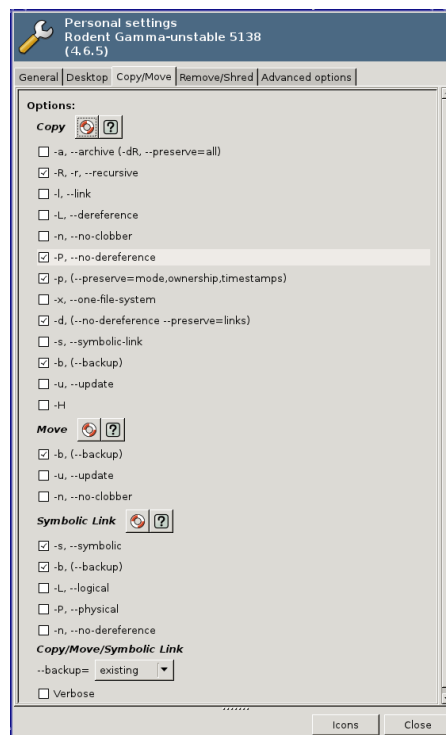 Personal settings
Rodent Gamma-unstable 5138
(4.6.5)
General Desktop Copy/Move Remove/Shred Advanced options
Options:
Copy ?
-a, --archive (-dR, --preserve=all)
-R, -r, --recursive
-l, --link
-L, --dereference
-n, --no-clobber
-P, --no-dereference
-p, (--preserve=mode,ownership,timestamps)
-x, --one-file-system
-d, (--no-dereference --preserve=links)
-s, --symbolic-link
-b, (--backup)
-u, --update
-H
Move ?
-b, (--backup)
-u, --update
-n, --no-clobber
Symbolic Link ?
-s, --symbolic
-b, (--backup)
-L, --logical
-P, --physical
-n, --no-dereference
Copy/Move/Symbolic Link
--backup= existing
Verbose
Icons Close